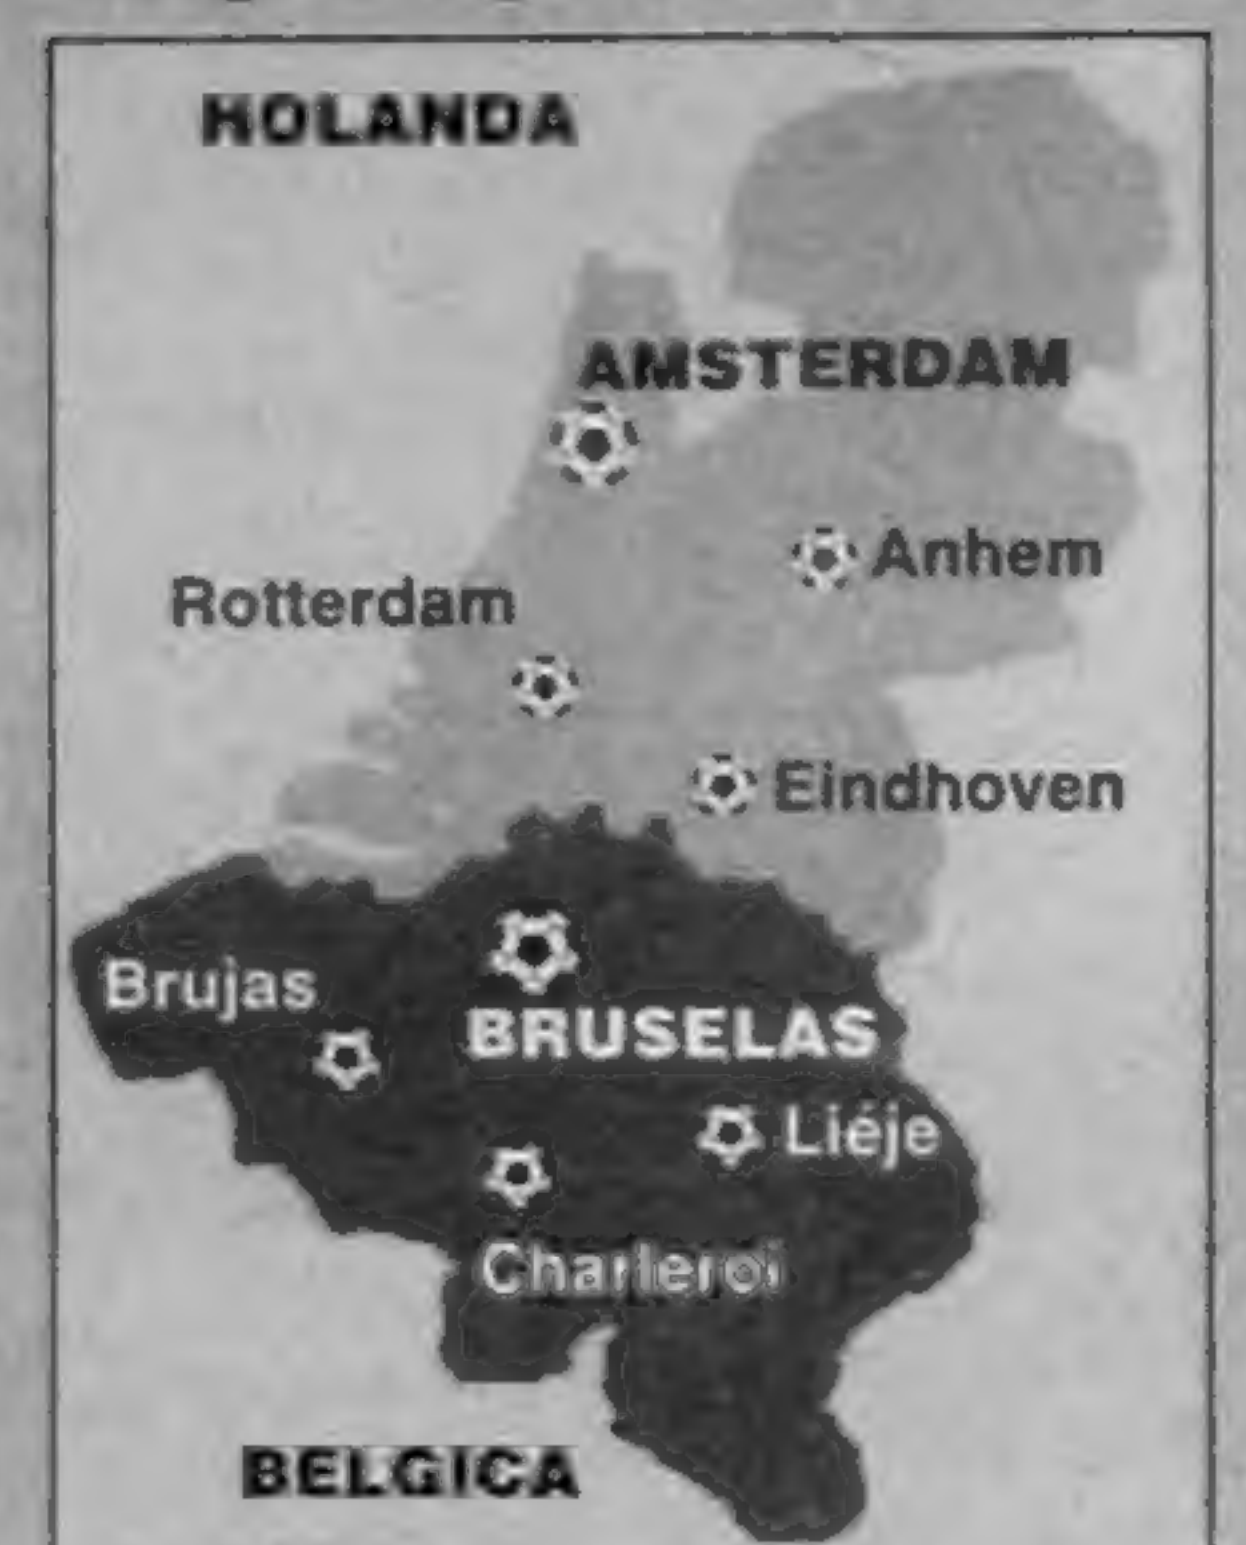 HOLANDA
AMSTERDAM
Anhem
Rotterdam
Eindhoven
Brujas
BRUSELAS
Liéje
Charleroi
BELGICA